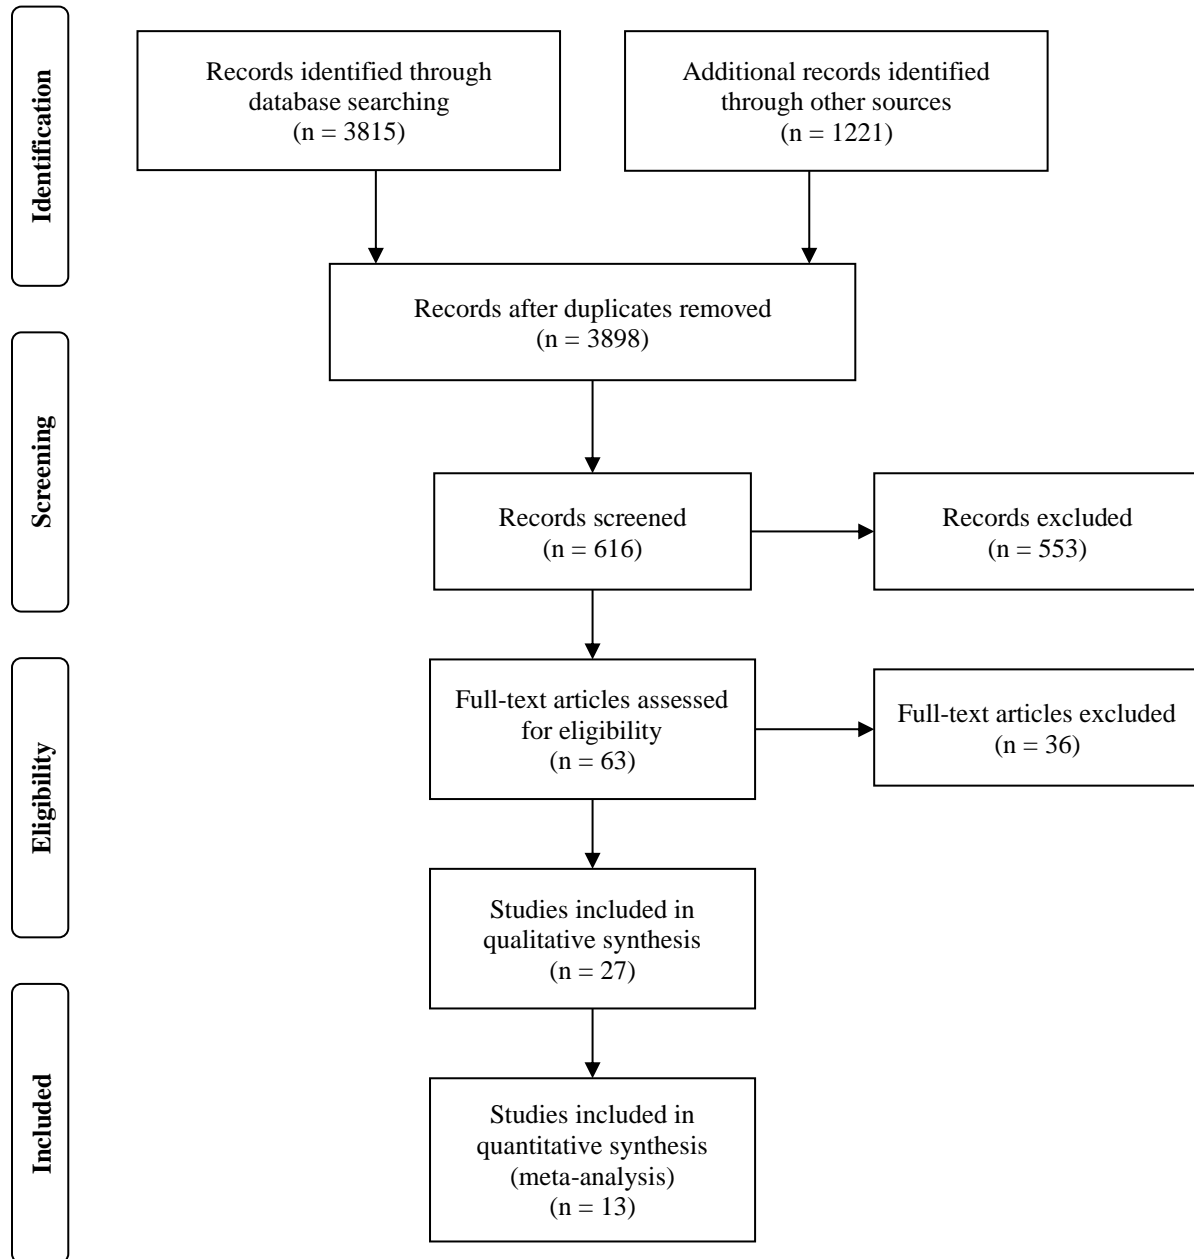 Identification
Records identified through
database searching
(n = 3815)
Additional records identified
through other sources
(n = 1221)
Records after duplicates removed
(n = 3898)
Screening
Records screened
(n = 616)
Records excluded
(n = 553)
Eligibility
Full-text articles assessed
for eligibility
(n = 63)
Full-text articles excluded
(n = 36)
Studies included in
qualitative synthesis
(n = 27)
Included
Studies included in
quantitative synthesis
(meta-analysis)
(n = 13)